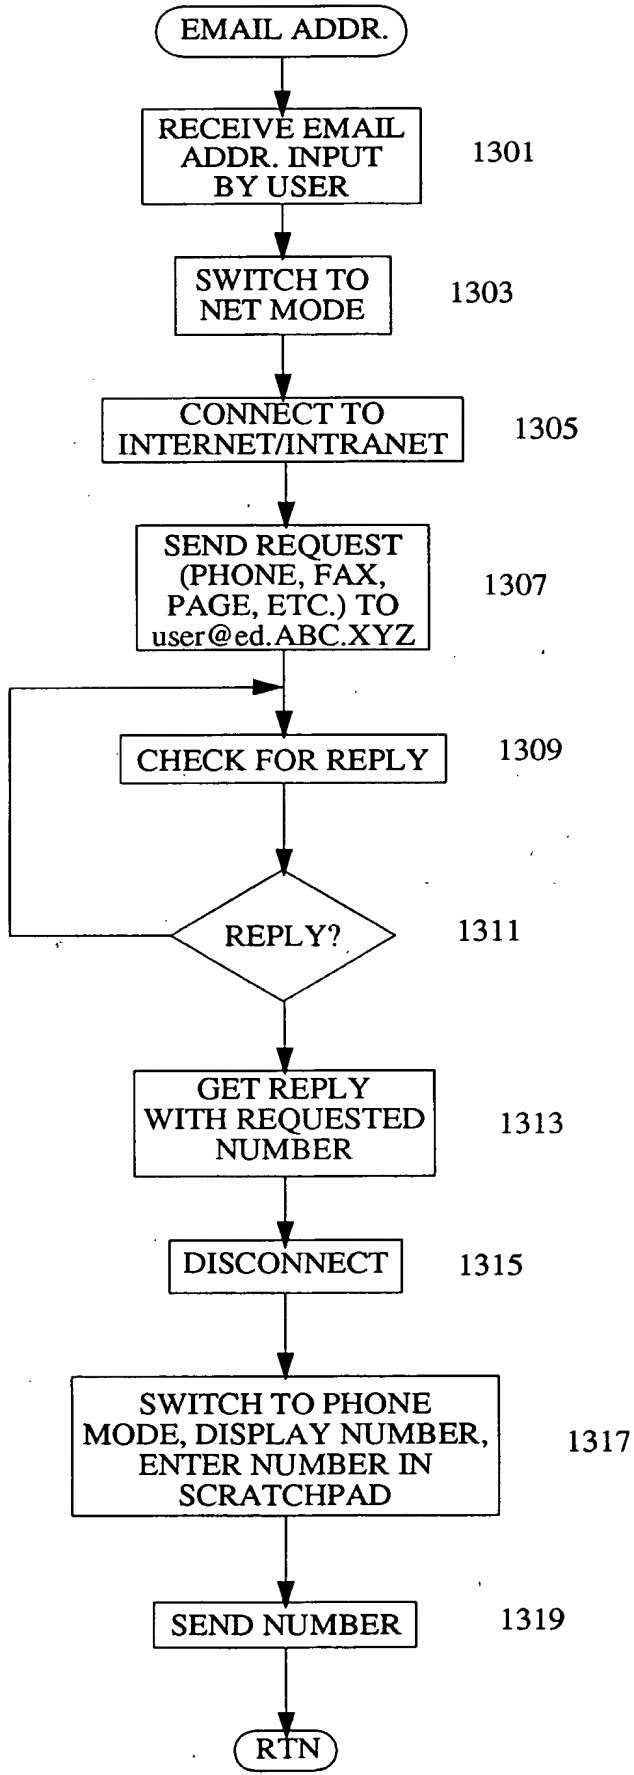 EMAIL ADDR.
RECEIVE EMAIL
ADDR. INPUT
BY USER
1301
SWITCH TO
NET MODE
1303
CONNECT TO
INTERNET/INTRANET
1305
SEND REQUEST
(PHONE, FAX,
PAGE, ETC.) TO
user@ed.ABC.XYZ
1307
CHECK FOR REPLY
1309
REPLY?
1311
GET REPLY
WITH REQUESTED
NUMBER
1313
DISCONNECT
1315
SWITCH TO PHONE
MODE, DISPLAY NUMBER,
ENTER NUMBER IN
SCRATCHPAD
1317
SEND NUMBER
1319
RTN